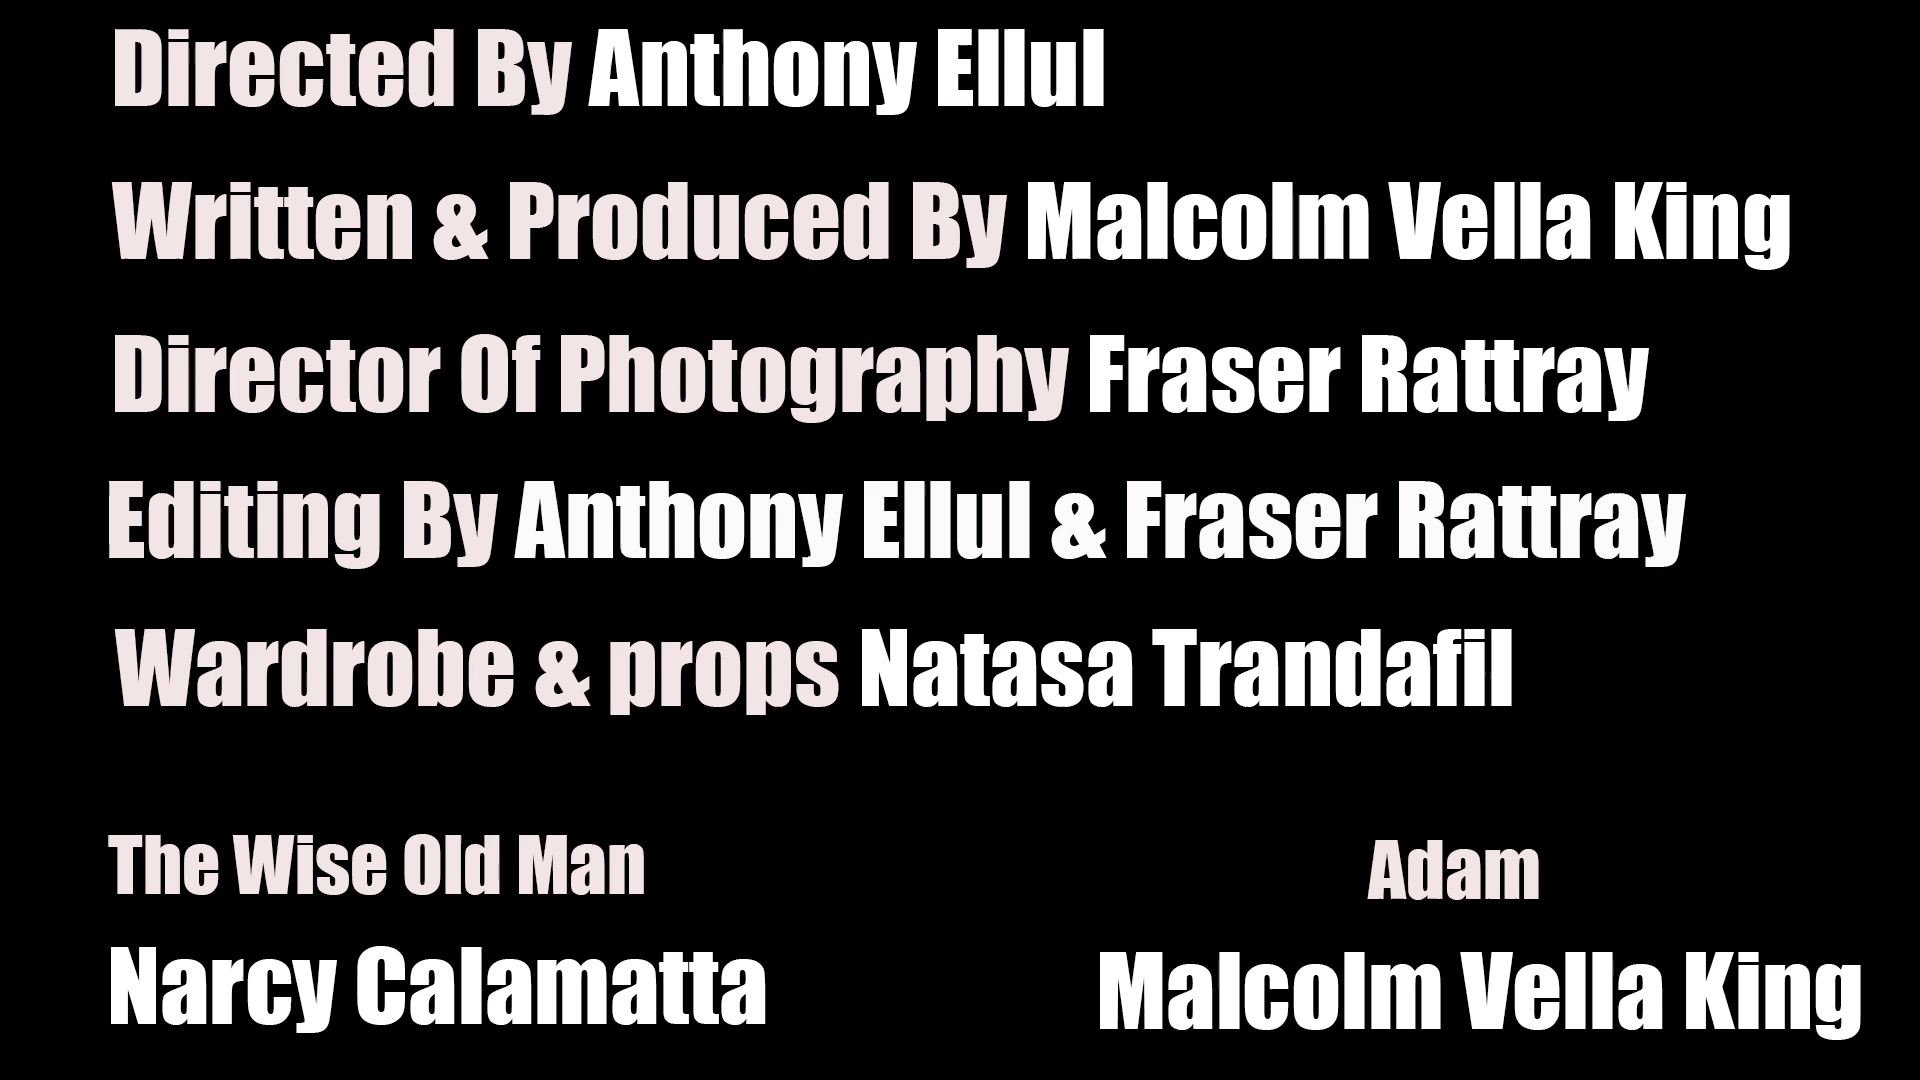 Directed By Anthony Ellul
Written & Produced By Malcolm Vella King
Director Of Photography Fraser Rattray
Editing By Anthony Ellul & Fraser Rattray
Wardrobe & props Natasa Trandafil
The Wise Old Man
Narcy Calamatta
Adam
Malcolm Vella King